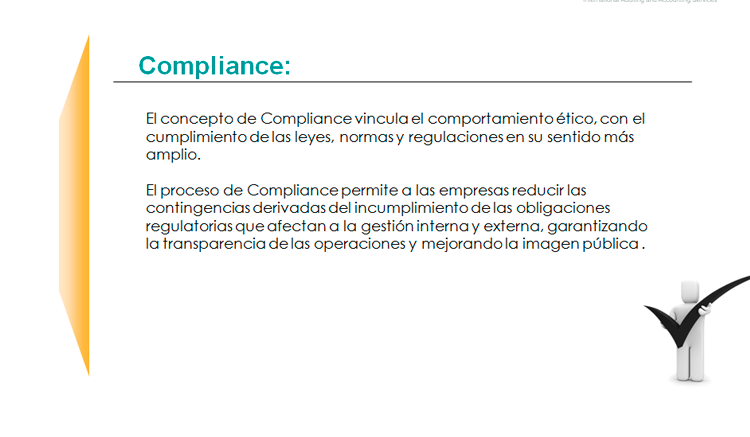 International Auditing and Accounting Services
Compliance:
El concepto de Compliance vincula el comportamiento ético, con el
cumplimiento de las leyes, normas y regulaciones en su sentido más
amplio.
El proceso de Compliance permite a las empresas reducir las
contingencias derivadas del incumplimiento de las obligaciones
regulatorias que afectan a la gestión interna y externa, garantizando
la transparencia de las operaciones y mejorando la imagen pública .